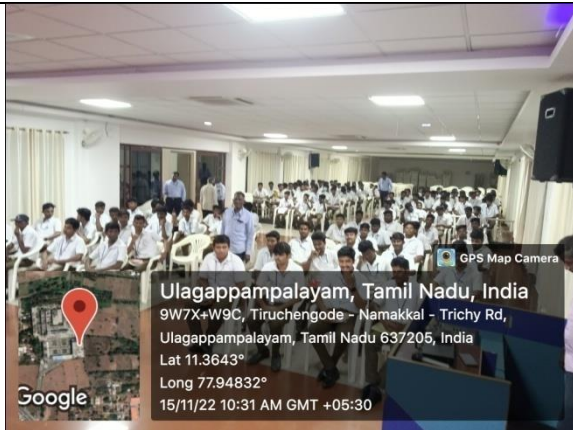 GPS Map Camera
Ulagappampalayam, Tamil Nadu, India
9W7X+W9C, Tiruchengode - Namakkal - Trichy Rd,
Ulagappampalayam, Tamil Nadu 637205, India
Lat 11.3643°
Long 77.94832°
15/11/22 10:31 AM GMT +05:30
Google